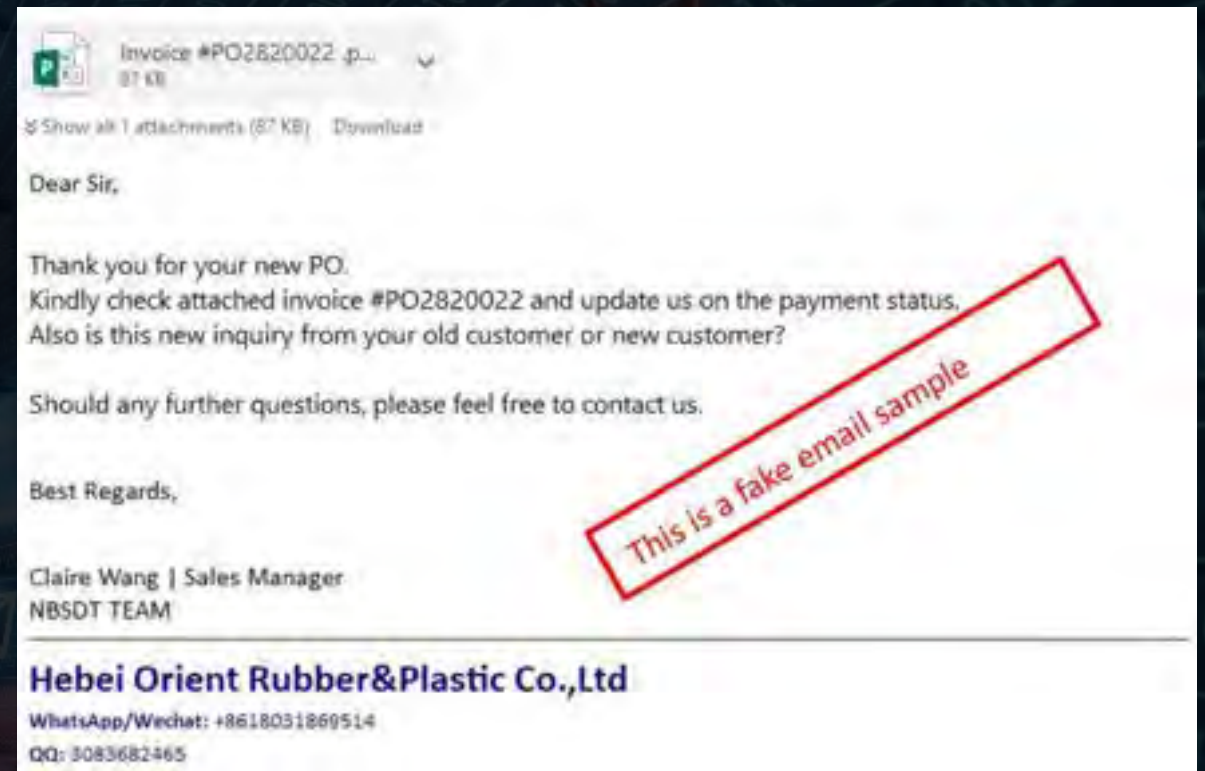 Invoice #PO2820022 .p...
87 KB
Show all 1 attachments (87 KB) Download
Dear Sir,
Thank you for your new PO.
Kindly check attached invoice #PO2820022 and update us on the payment status.
Also is this new inquiry from your old customer or new customer?
Should any further questions, please feel free to contact us.
This is a fake email sample
Best Regards,
Claire Wang | Sales Manager
NBSDT TEAM
Hebei Orient Rubber&Plastic Co.,Ltd
WhatsApp/Wechat: +8618031869514
QQ: 3083682465